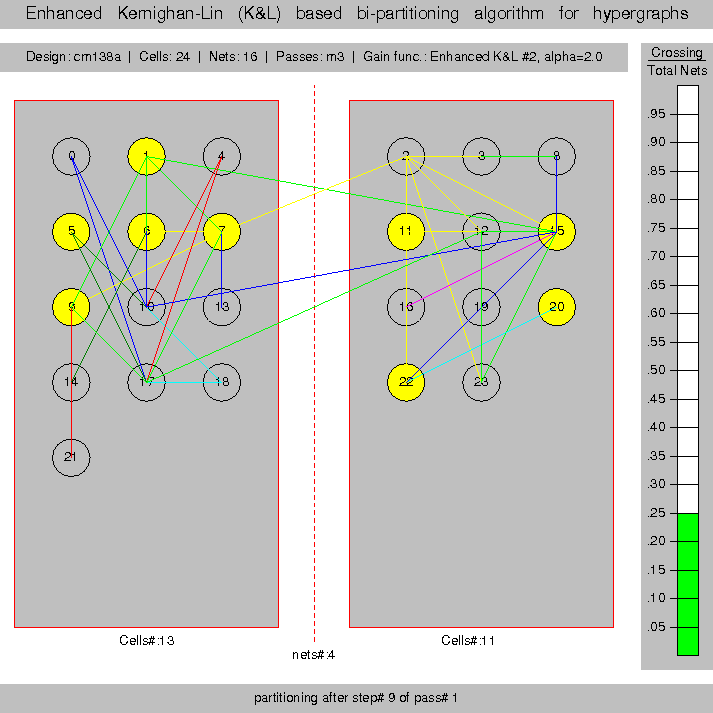 Enhanced Kernighan-Lin (K&L) based bi-partitioning algorithm for hypergraphs
Design: cm138a | Cells: 24 | Nets: 16 | Passes: m3 | Gain func.: Enhanced K&L #2, alpha=2.0
Crossing
Total Nets
0 1 4 2 3 8
5 6 7 11 12 15
9 10 13 16 19 20
14 17 18 22 23
21
.95
.90
.85
.80
.75
.70
.65
.60
.55
.50
.45
.40
.35
.30
.25
.20
.15
.10
.05
Cells#:13
Cells#:11
nets#:4
partitioning after step# 9 of pass# 1